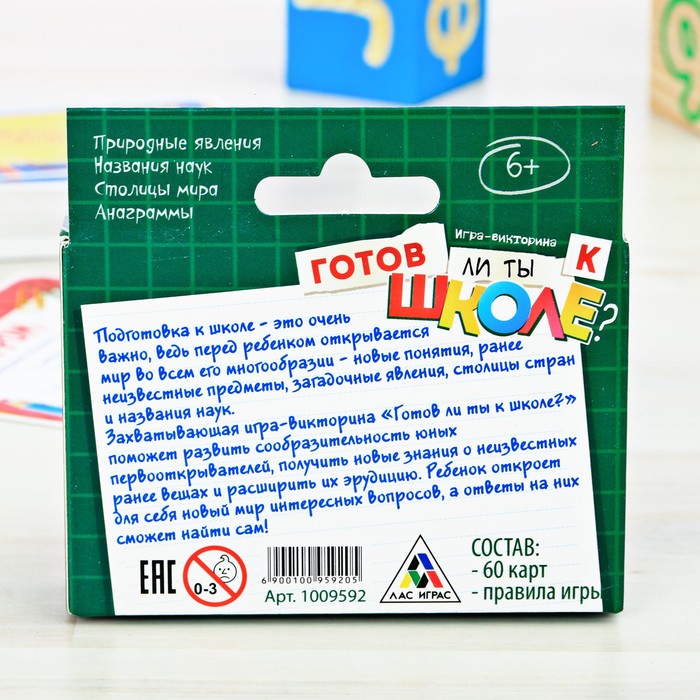 Природные явления
Названия наук
Столицы мира
Анаграммы
6+
Игра-викторина
ГОТОВ ЛИ ТЫ К
ШКОЛЕ?
Подготовка к школе - это очень
важно, ведь перед ребенком открывается
мир во всем его многообразии - новые понятия, ранее
неизвестные предметы, загадочные явления, столицы стран
и названия наук.
Захватывающая игра-викторина «Готов ли ты к школе?»
поможет развить сообразительность юных
первооткрывателей, получить новые знания о неизвестных
ранее вещах и расширить их эрудицию. Ребенок откроет
для себя новый мир интересных вопросов, а ответы на них
сможет найти сам!
ЕАС
0-3
6 900100 959205
Арт. 1009592
ЛАС ИГРАС
СОСТАВ:
- 60 карт
- правила игры